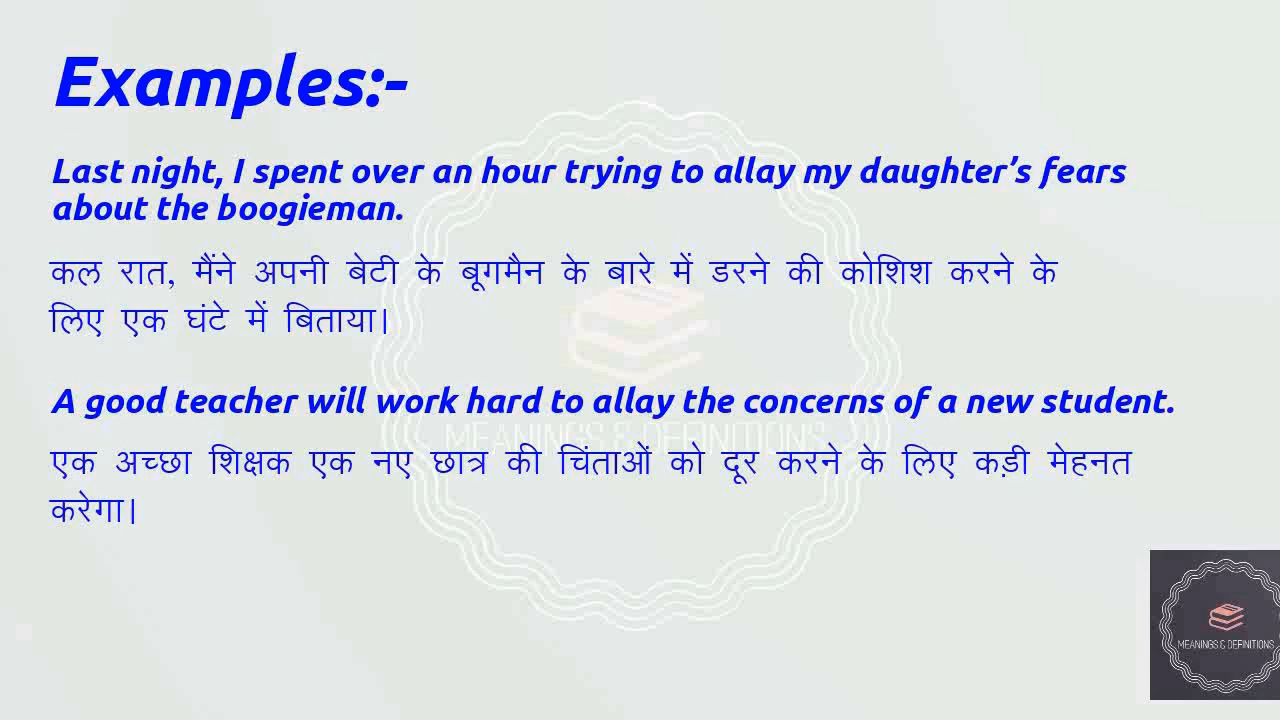 Examples:-
Last night, I spent over an hour trying to allay my daughter's fears
about the boogieman.
कल रात, मैंने अपनी बेटी के बूगमैन के बारे में डरने की कोशिश करने के
लिए एक घंटे में बिताया।
A good teacher will work hard to allay the concerns of a new student.
MEANINGS & DEFINITIONS
एक अच्छा शिक्षक एक नए छात्र की चिंताओं को दूर करने के लिए कड़ी मेहनत
करेगा।
MEANINGS & DEFINITIONS